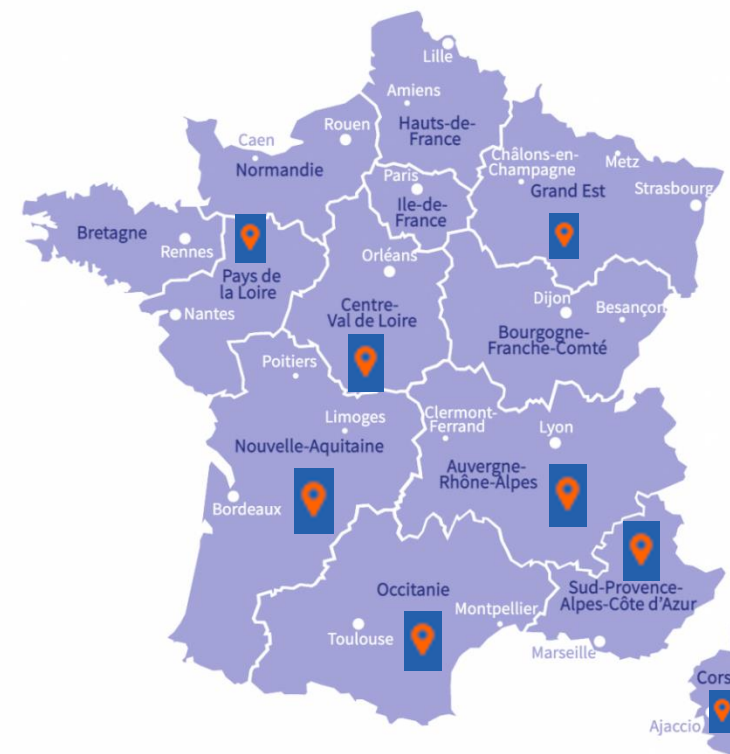 Lille
Amiens
Hauts-de-
France
Rouen
Caen
Normandie
Châlons-en-
Champagne
Metz
Grand Est
Strasbourg
Paris
Ile-de-
France
Bretagne
Rennes
Pays de
la Loire
Nantes
Orléans
Centre-
Val de Loire
Dijon
Besançon
Bourgogne-
Franche-Comté
Poitiers
Limoges
Nouvelle-Aquitaine
Bordeaux
Clermont-
Ferrand
Lyon
Auvergne-
Rhône-Alpes
Occitanie
Toulouse
Montpellier
Sud-Provence-
Alpes-Côte d'Azur
Marseille
Cors
Ajaccio